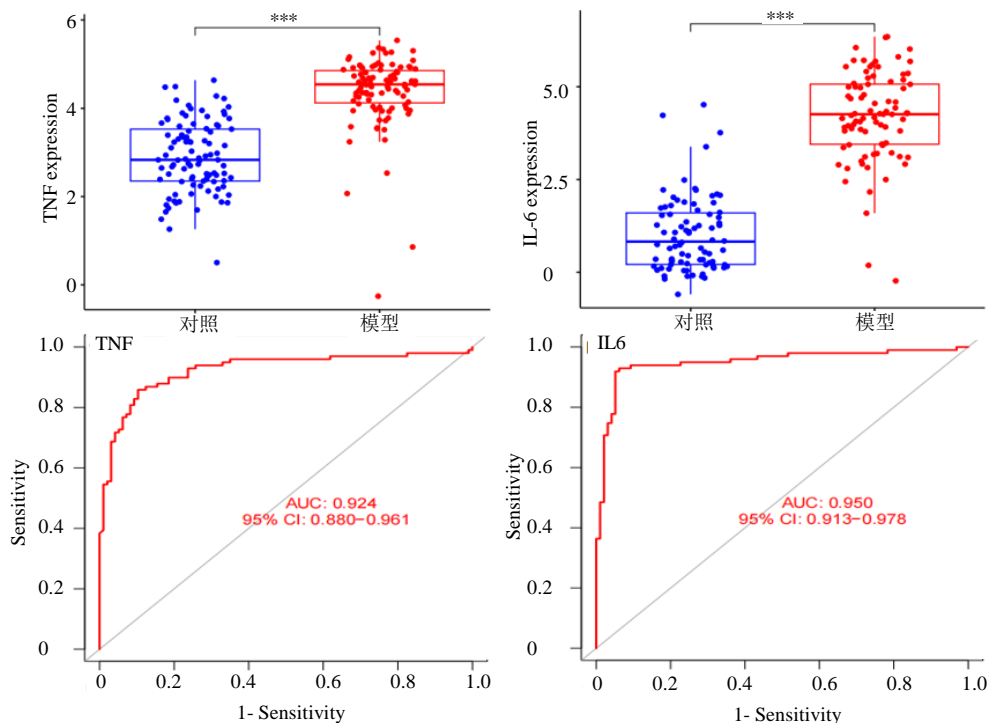 ***
6
4
2
0
TNF expression
对照
模型
***
5.0
2.5
0
IL-6 expression
对照
模型
TNF
1.0
0.8
0.6
0.4
0.2
0
Sensitivity
AUC: 0.924
95% CI: 0.880−0.961
0 0.2 0.4 0.6 0.8 1.0
1- Sensitivity
IL6
1.0
0.8
0.6
0.4
0.2
0
Sensitivity
AUC: 0.950
95% CI: 0.913−0.978
0 0.2 0.4 0.6 0.8 1.0
1- Sensitivity